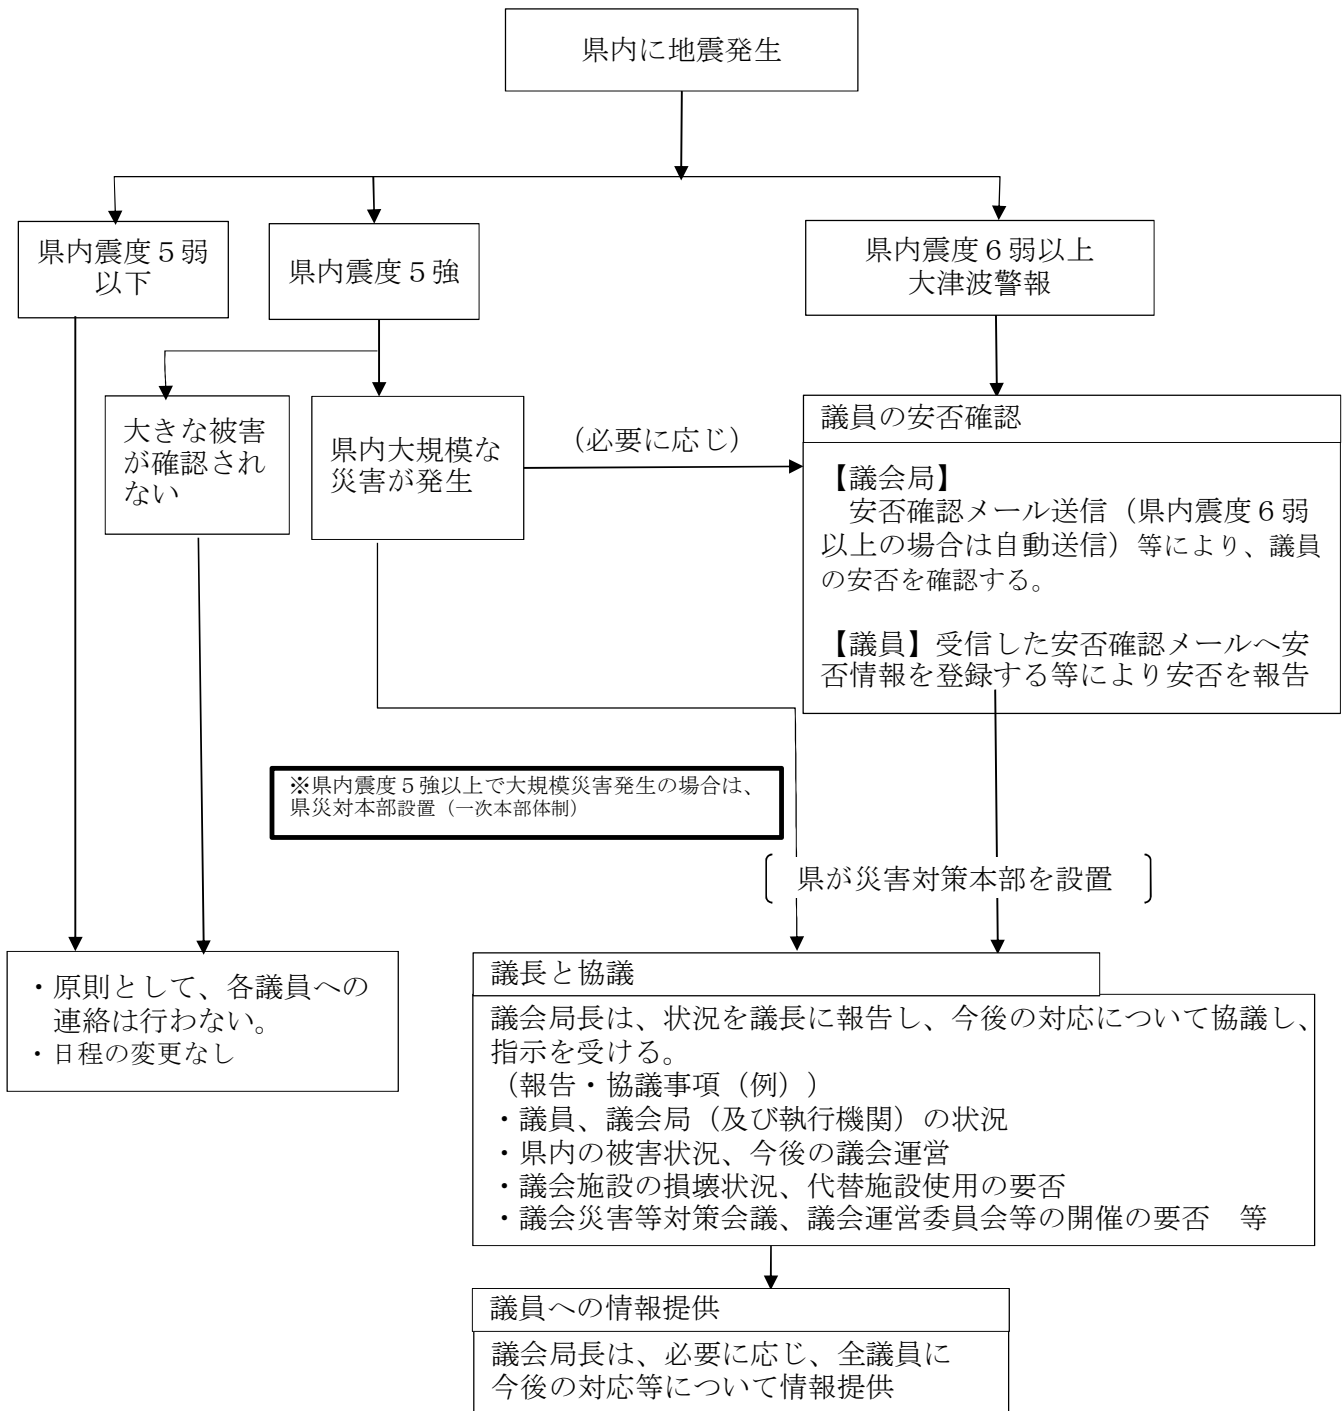 県内に地震発生
県内震度５弱
以下
県内震度５強
県内震度６弱以上
大津波警報
大きな被害
が確認され
ない
県内大規模な
災害が発生
（必要に応じ）
議員の安否確認
【議会局】
安否確認メール送信（県内震度６弱
以上の場合は自動送信）等により、議員
の安否を確認する。
【議員】受信した安否確認メールへ安
否情報を登録する等により安否を報告
※県内震度５強以上で大規模災害発生の場合は、
県災対本部設置（一次本部体制）
県が災害対策本部を設置
・原則として、各議員への
連絡は行わない。
・日程の変更なし
議長と協議
議会局長は、状況を議長に報告し、今後の対応について協議し、
指示を受ける。
（報告・協議事項（例））
・議員、議会局（及び執行機関）の状況
・県内の被害状況、今後の議会運営
・議会施設の損壊状況、代替施設使用の要否
・議会災害等対策会議、議会運営委員会等の開催の要否　等
議員への情報提供
議会局長は、必要に応じ、全議員に
今後の対応等について情報提供